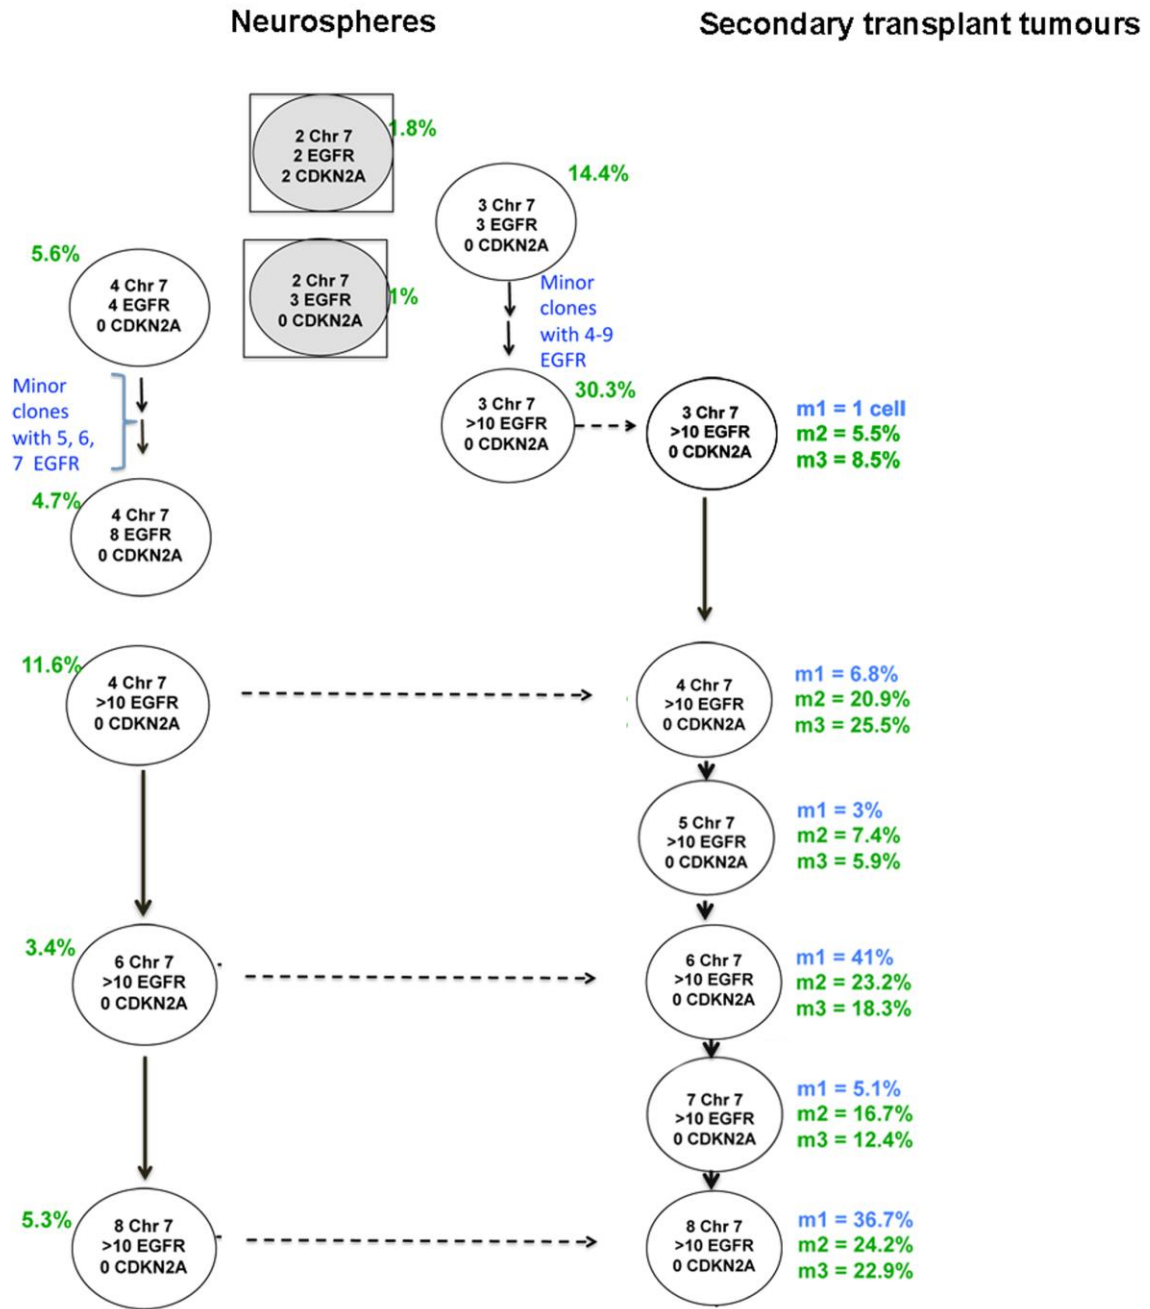 Neurospheres
Secondary transplant tumours
2 Chr 7
2 EGFR
2 CDKN2A
1.8%
14.4%
3 Chr 7
3 EGFR
0 CDKN2A
5.6%
4 Chr 7
4 EGFR
0 CDKN2A
2 Chr 7
3 EGFR
0 CDKN2A
1%
Minor
clones
with 4-9
EGFR
Minor
clones
with 5, 6,
7 EGFR
30.3%
3 Chr 7
>10 EGFR
0 CDKN2A
3 Chr 7
>10 EGFR
0 CDKN2A
m1 = 1 cell
m2 = 5.5%
m3 = 8.5%
4.7%
4 Chr 7
8 EGFR
0 CDKN2A
11.6%
4 Chr 7
>10 EGFR
0 CDKN2A
4 Chr 7
>10 EGFR
0 CDKN2A
m1 = 6.8%
m2 = 20.9%
m3 = 25.5%
5 Chr 7
>10 EGFR
0 CDKN2A
m1 = 3%
m2 = 7.4%
m3 = 5.9%
3.4%
6 Chr 7
>10 EGFR
0 CDKN2A
6 Chr 7
>10 EGFR
0 CDKN2A
m1 = 41%
m2 = 23.2%
m3 = 18.3%
7 Chr 7
>10 EGFR
0 CDKN2A
m1 = 5.1%
m2 = 16.7%
m3 = 12.4%
5.3%
8 Chr 7
>10 EGFR
0 CDKN2A
8 Chr 7
>10 EGFR
0 CDKN2A
m1 = 36.7%
m2 = 24.2%
m3 = 22.9%